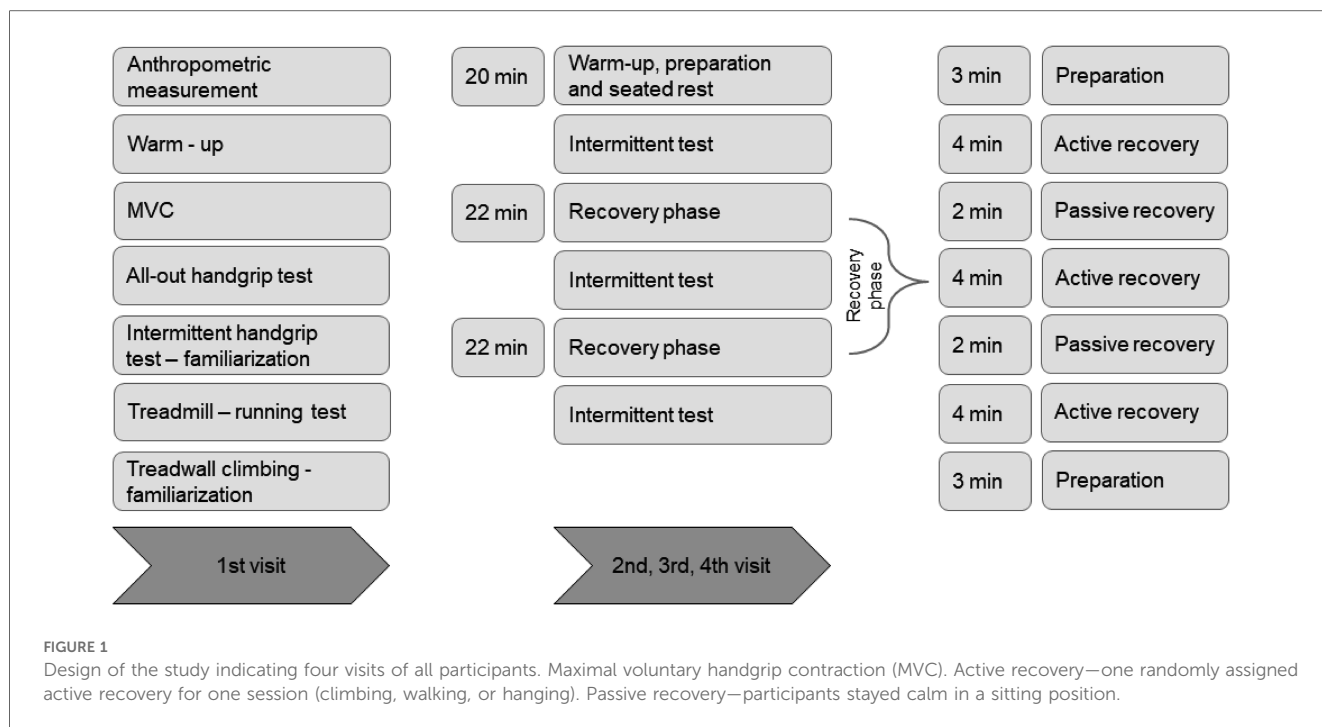 Anthropometric
measurement
Warm - up
MVC
All-out handgrip test
Intermittent handgrip
test – familiarization
Treadmill – running test
Treadwall climbing -
familiarization
1st visit
20 min
Warm-up, preparation
and seated rest
Intermittent test
22 min
Recovery phase
Intermittent test
22 min
Recovery phase
Intermittent test
2nd, 3rd, 4th visit
Recovery
phase
3 min
Preparation
4 min
Active recovery
2 min
Passive recovery
4 min
Active recovery
2 min
Passive recovery
4 min
Active recovery
3 min
Preparation
FIGURE 1
Design of the study indicating four visits of all participants. Maximal voluntary handgrip contraction (MVC). Active recovery—one randomly assigned
active recovery for one session (climbing, walking, or hanging). Passive recovery—participants stayed calm in a sitting position.